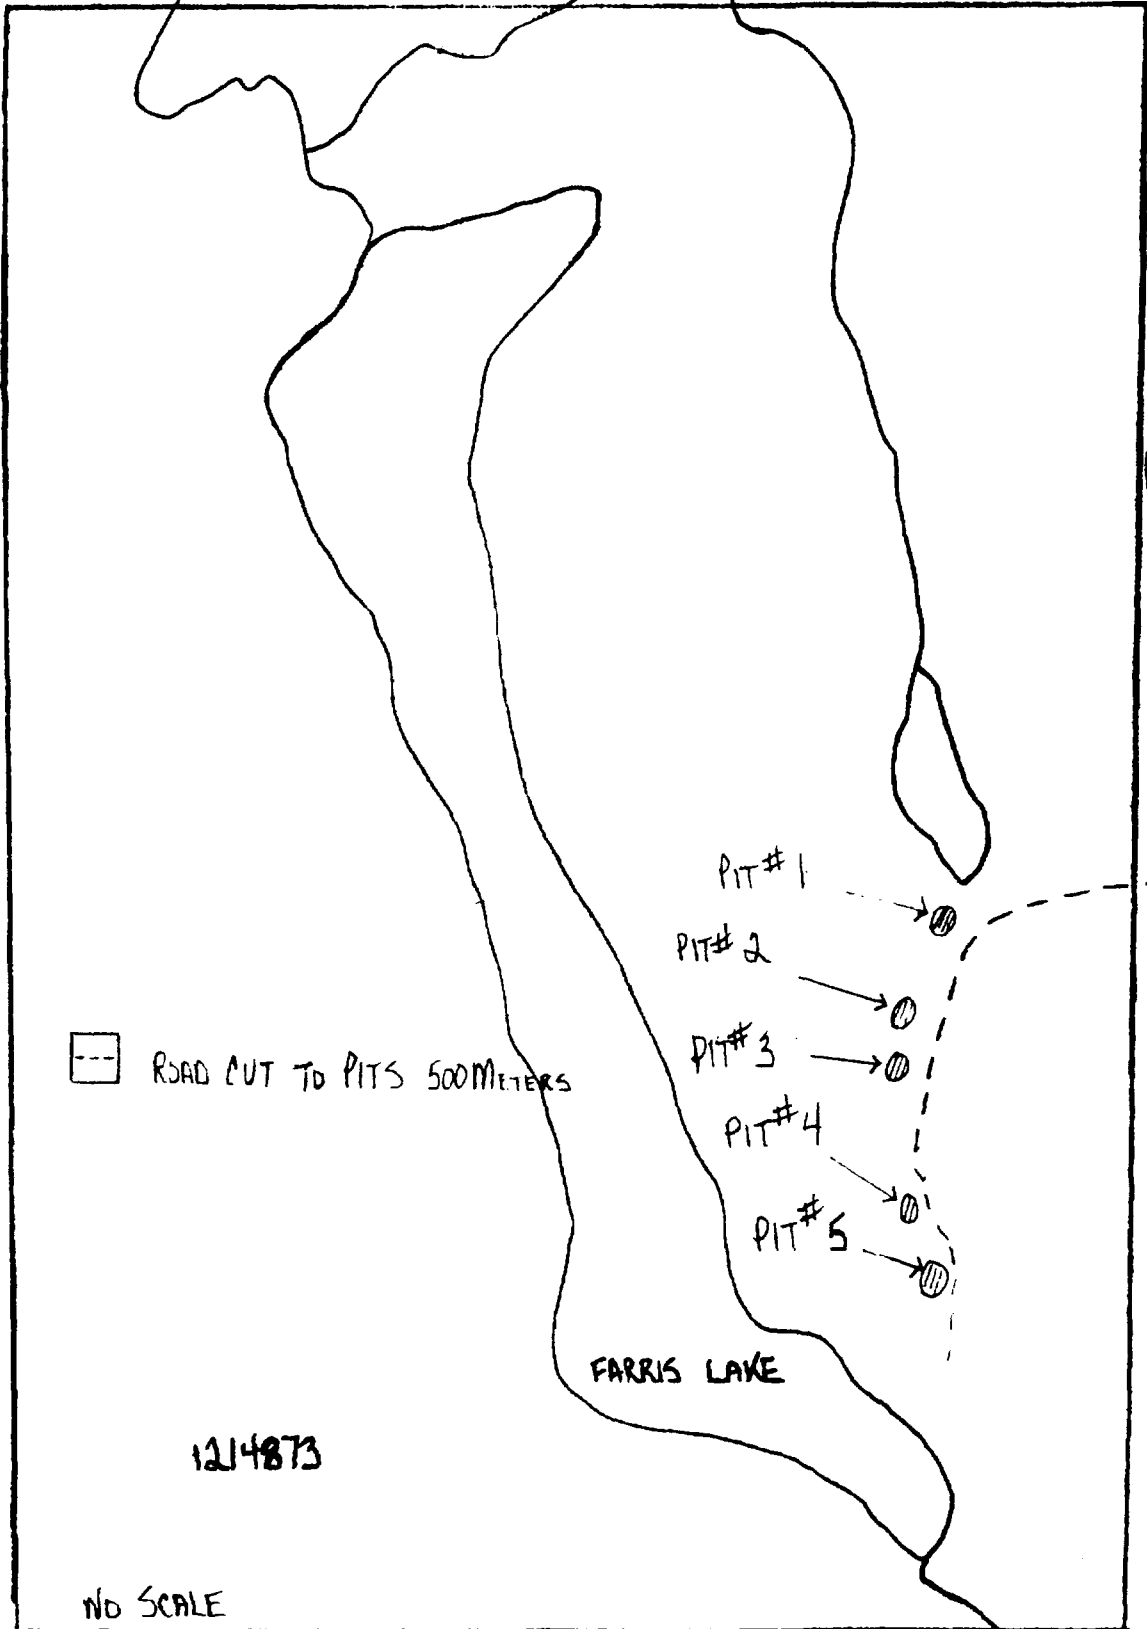 PIT# 1
PIT# 2
PIT# 3
ROAD CUT TO PITS 500 METERS
PIT# 4
PIT# 5
FARRIS LAKE
1214873
NO SCALE